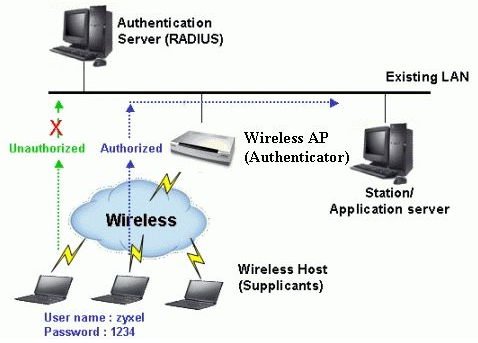 Authentication
Server (RADIUS)
Existing LAN
X
Unauthorized
Authorized
Wireless AP
(Authenticator)
Station/
Application server
Wireless
Wireless Host
(Supplicants)
User name : zyxel
Password : 1234